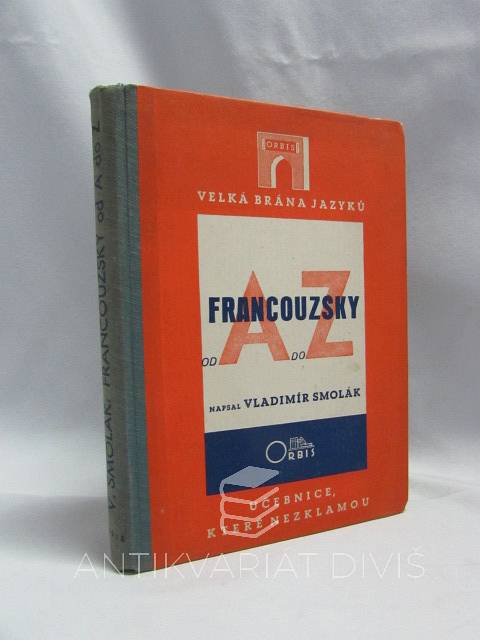 ORBIS
VELKÁ BRÁNA JAZYKŮ
FRANCOUZSKY
OD A DO Z
NAPSAL VLADIMÍR SMOLÁK
ORBIS
UČEBNICE,
KTERÉ NEZKLAMOU
V. SMOLÁK: FRANCOUZSKY od A do Z
ANTIKVARIÁT DIVIŠ